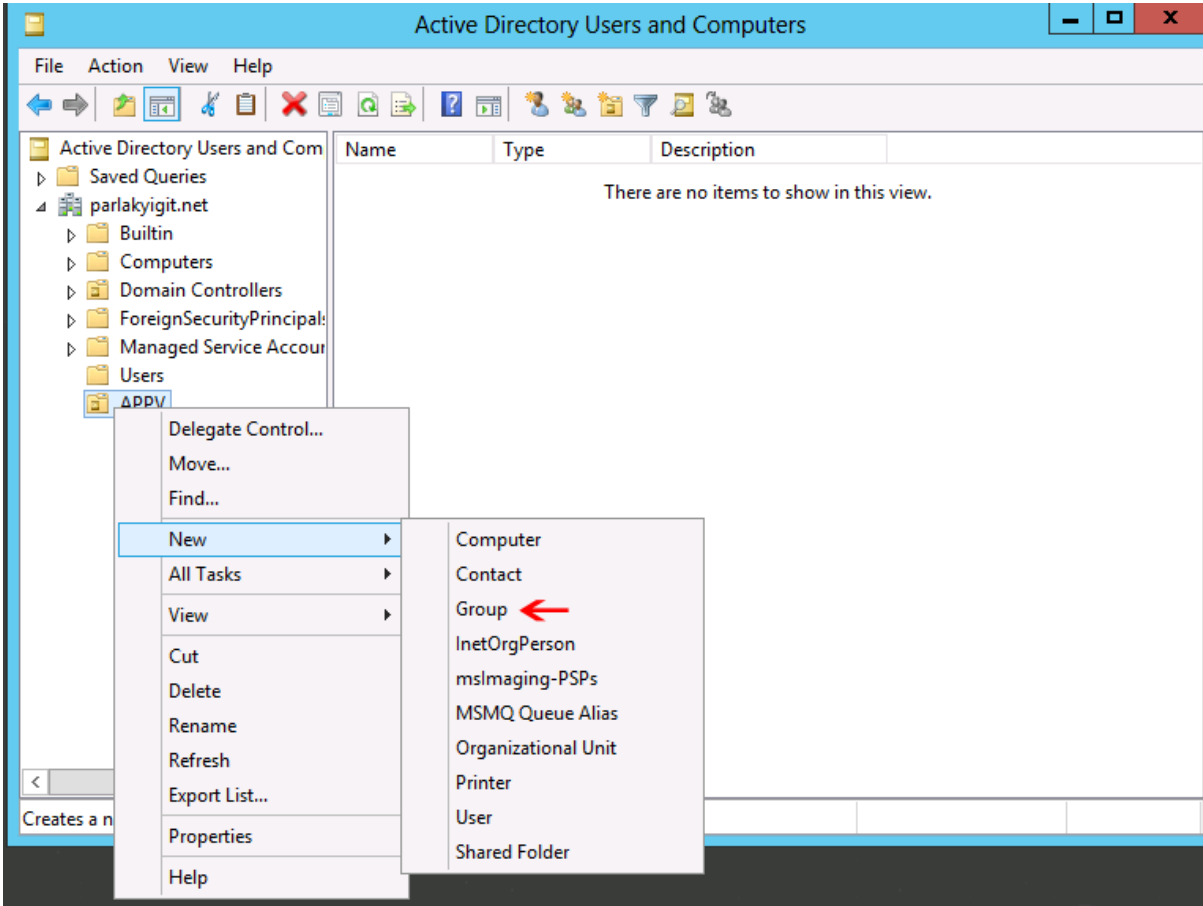 Active Directory Users and Computers
File Action View Help
Active Directory Users and Com
Name Type Description
Saved Queries
There are no items to show in this view.
parlakyigit.net
Builtin
Computers
Domain Controllers
ForeignSecurityPrincipals
Managed Service Accour
Users
APPV
Delegate Control...
Move...
Find...
New
All Tasks
View
Cut
Delete
Rename
Refresh
Export List...
Properties
Help
Computer
Contact
Group
InetOrgPerson
msImaging-PSPs
MSMQ Queue Alias
Organizational Unit
Printer
User
Shared Folder
Creates a n